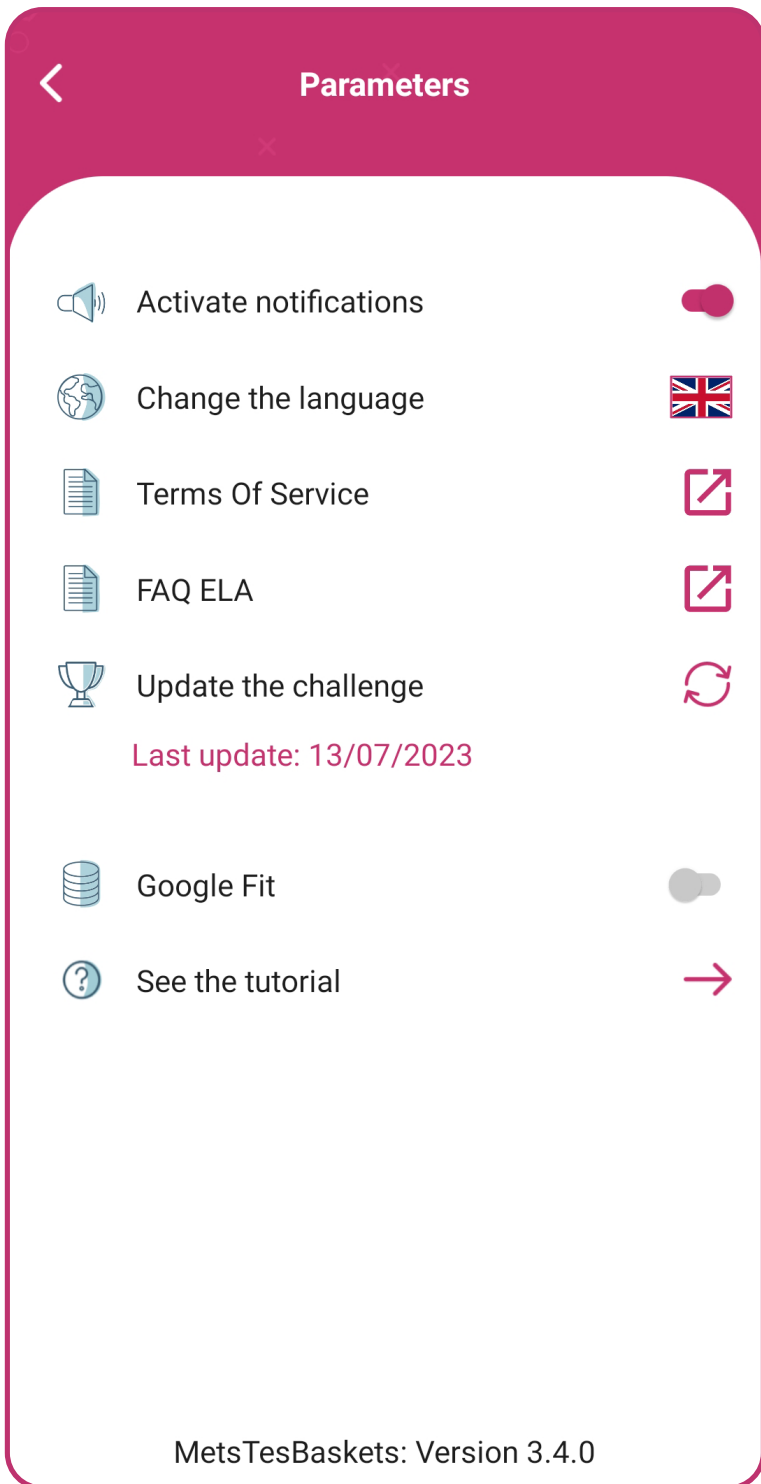 Parameters
Activate notifications
Change the language
Terms Of Service
FAQ ELA
Update the challenge
Last update: 13/07/2023
Google Fit
See the tutorial
MetsTesBaskets: Version 3.4.0